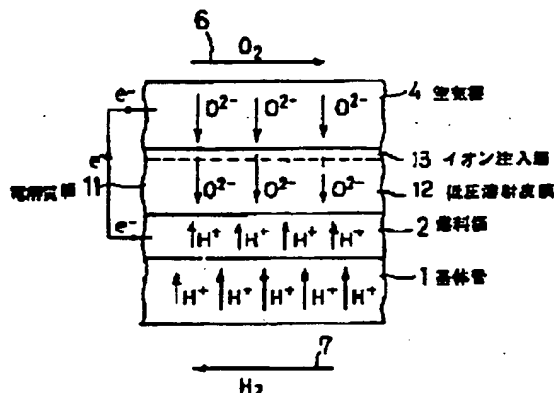 6
O₂
e⁻
O²⁻ O²⁻ O²⁻
4 空気極
13 イオン注入層
e⁻
電解質膜 11
O²⁻ O²⁻ O²⁻
12 低圧溶射皮膜
e⁻
H⁺ H⁺ H⁺ H⁺
2 燃料極
H⁺ H⁺ H⁺ H⁺ H⁺
1 基体管
7
H₂